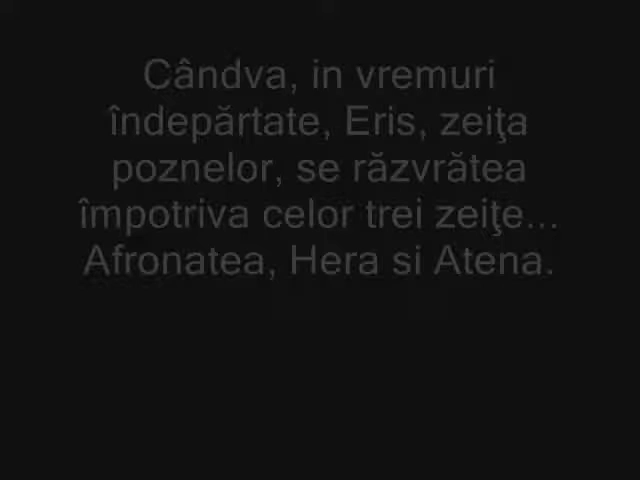 Cândva, in vremuri
îndepărtate, Eris, zeiţa
poznelor, se răzvrătea
împotriva celor trei zeiţe...
Afronatea, Hera si Atena.